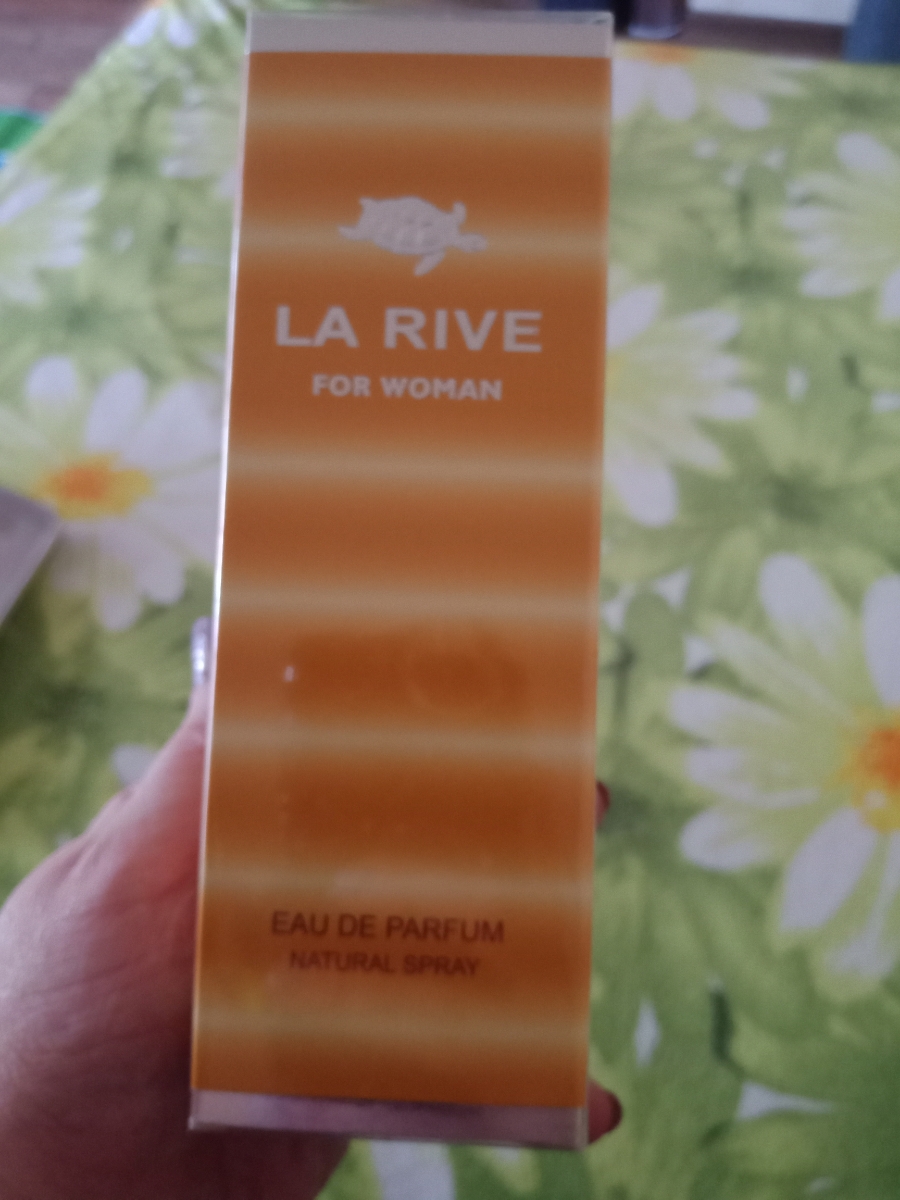 LA RIVE
FOR WOMAN
EAU DE PARFUM
NATURAL SPRAY